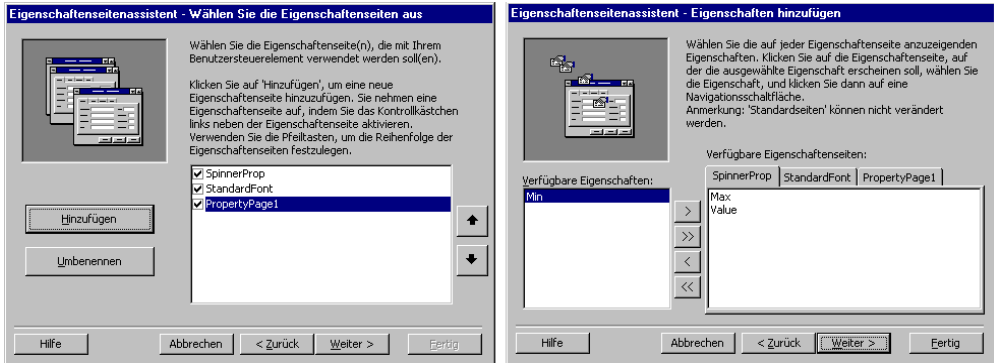 Eigenschaftenseitenassistent - Wählen Sie die Eigenschaftenseiten aus
Wählen Sie die Eigenschaftenseite(n), die mit Ihrem
Benutzersteuerelement verwendet werden soll(en).
Klicken Sie auf 'Hinzufügen', um eine neue
Eigenschaftenseite hinzuzufügen. Sie nehmen eine
Eigenschaftenseite auf, indem Sie das Kontrollkästchen
links neben der Eigenschaftenseite aktivieren.
Verwenden Sie die Pfeiltasten, um die Reihenfolge der
Eigenschaftenseiten festzulegen.
SpinnerProp
StandardFont
PropertyPage1
Hinzufügen
Umbenennen
Hilfe
Abbrechen
< Zurück
Weiter >
Fertig
Eigenschaftenseitenassistent - Eigenschaften hinzufügen
Wählen Sie die auf jeder Eigenschaftenseite anzuzeigenden
Eigenschaften. Klicken Sie auf die Eigenschaftenseite, auf
der die ausgewählte Eigenschaft erscheinen soll, wählen Sie
die Eigenschaft, und klicken Sie dann auf eine
Navigationsschaltfläche.
Anmerkung: 'Standardseiten' können nicht verändert
werden.
Verfügbare Eigenschaftenseiten:
Verfügbare Eigenschaften:
SpinnerProp
StandardFont
PropertyPage1
Min
Max
Value
>
>>
<
<<
Hilfe
Abbrechen
< Zurück
Weiter >
Fertig